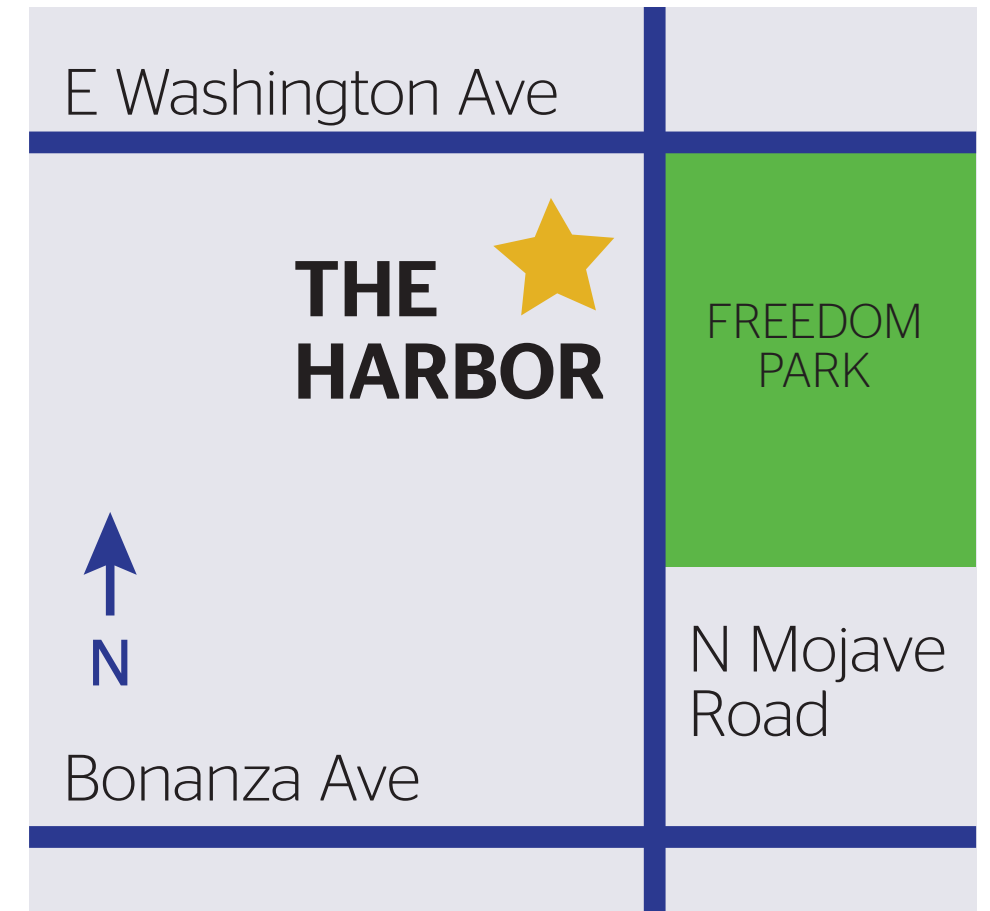 E Washington Ave
THE
HARBOR
FREEDOM
PARK
N
N Mojave
Road
Bonanza Ave